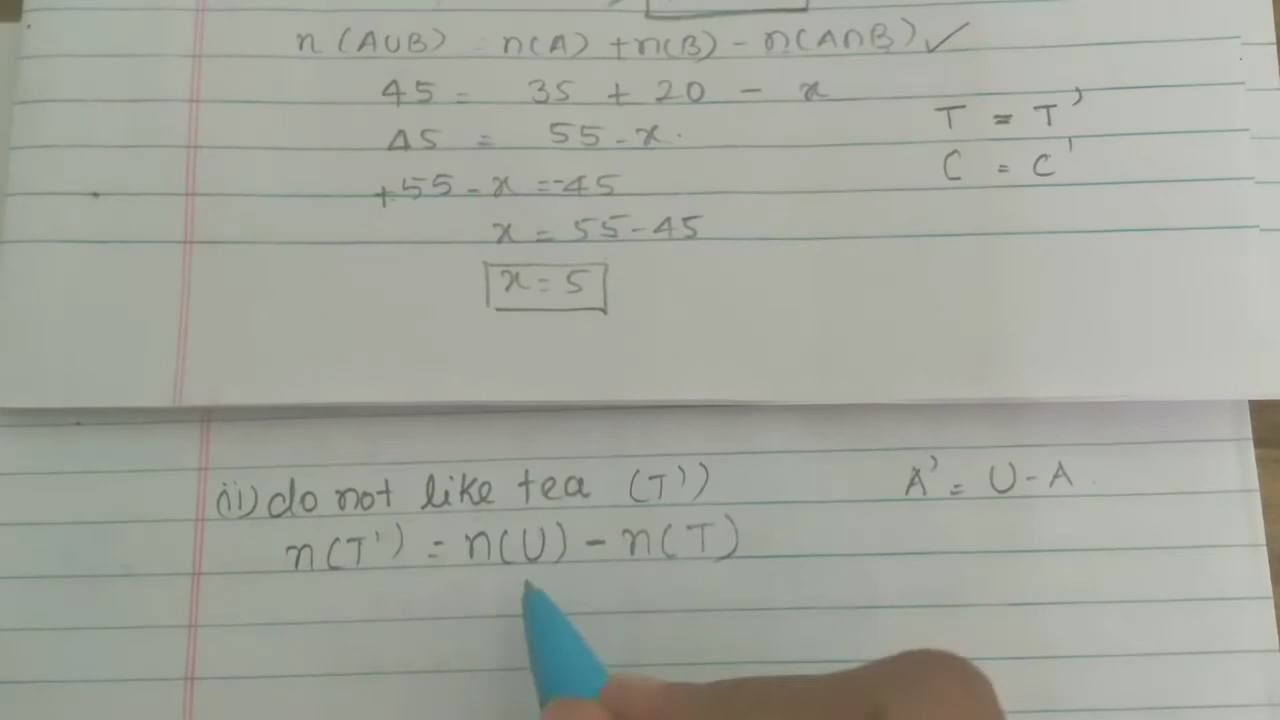 n(A∪B) = n(A) + n(B) - n(A∩B) ✓
45 = 35 + 20 - x
T = T'
45 = 55 - x.
C = C'
+55 - x = -45
x = 55 - 45
x = 5
(ii) do not like tea (T')
A' = U - A.
n(T') = n(U) - n(T)